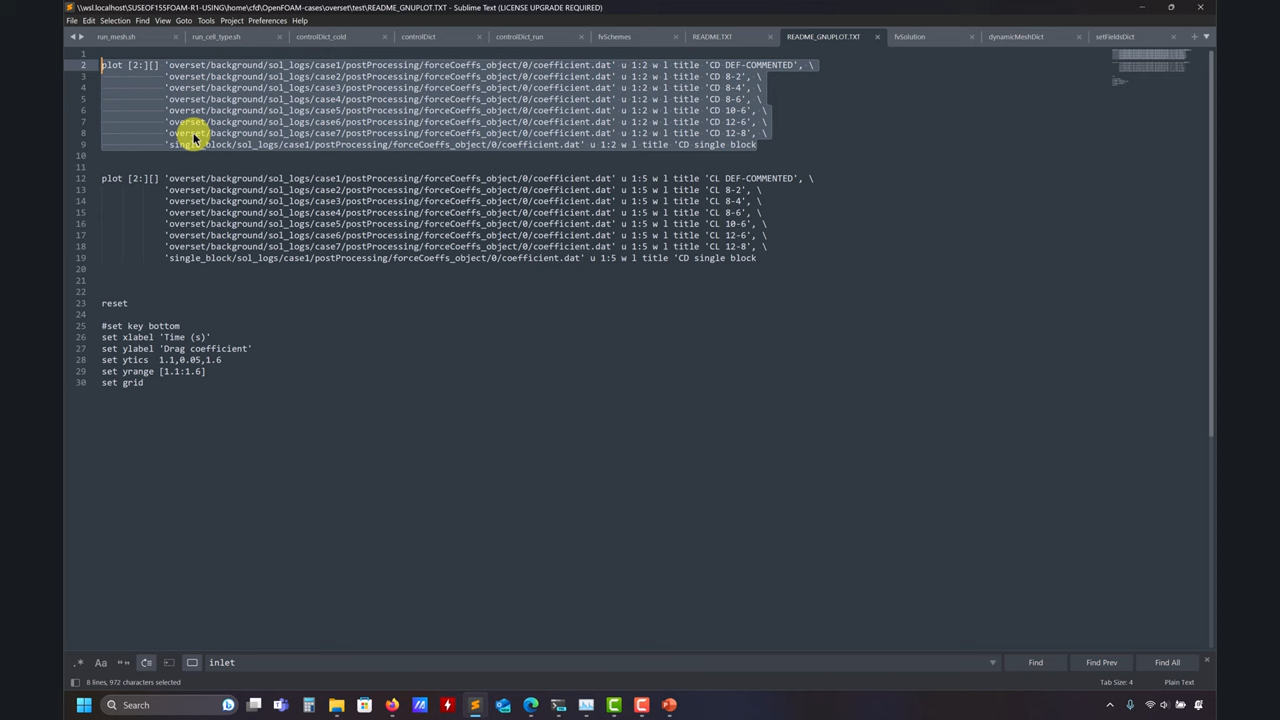 \\wsl.localhost\SUSEOF155FOAM-R1-USING\home\cfd\OpenFOAM-cases\overset\test\README_GNUPLOT.TXT - Sublime Text (LICENSE UPGRADE REQUIRED)
File Edit Selection Find View Goto Tools Project Preferences Help
run_mesh.sh run_cell_type.sh controlDict_cold controlDict controlDict_run fvSchemes README.TXT README_GNUPLOT.TXT fvSolution dynamicMeshDict setFieldsDict
1
2 plot [2:][] 'overset/background/sol_logs/case1/postProcessing/forceCoeffs_object/0/coefficient.dat' u 1:2 w l title 'CD DEF-COMMENTED', \
3 'overset/background/sol_logs/case2/postProcessing/forceCoeffs_object/0/coefficient.dat' u 1:2 w l title 'CD 8-2', \
4 'overset/background/sol_logs/case3/postProcessing/forceCoeffs_object/0/coefficient.dat' u 1:2 w l title 'CD 8-4', \
5 'overset/background/sol_logs/case4/postProcessing/forceCoeffs_object/0/coefficient.dat' u 1:2 w l title 'CD 8-6', \
6 'overset/background/sol_logs/case5/postProcessing/forceCoeffs_object/0/coefficient.dat' u 1:2 w l title 'CD 10-6', \
7 'overset/background/sol_logs/case6/postProcessing/forceCoeffs_object/0/coefficient.dat' u 1:2 w l title 'CD 12-6', \
8 'overset/background/sol_logs/case7/postProcessing/forceCoeffs_object/0/coefficient.dat' u 1:2 w l title 'CD 12-8', \
9 'single_block/sol_logs/case1/postProcessing/forceCoeffs_object/0/coefficient.dat' u 1:2 w l title 'CD single block
10
11
12 plot [2:][] 'overset/background/sol_logs/case1/postProcessing/forceCoeffs_object/0/coefficient.dat' u 1:5 w l title 'CL DEF-COMMENTED', \
13 'overset/background/sol_logs/case2/postProcessing/forceCoeffs_object/0/coefficient.dat' u 1:5 w l title 'CL 8-2', \
14 'overset/background/sol_logs/case3/postProcessing/forceCoeffs_object/0/coefficient.dat' u 1:5 w l title 'CL 8-4', \
15 'overset/background/sol_logs/case4/postProcessing/forceCoeffs_object/0/coefficient.dat' u 1:5 w l title 'CL 8-6', \
16 'overset/background/sol_logs/case5/postProcessing/forceCoeffs_object/0/coefficient.dat' u 1:5 w l title 'CL 10-6', \
17 'overset/background/sol_logs/case6/postProcessing/forceCoeffs_object/0/coefficient.dat' u 1:5 w l title 'CL 12-6', \
18 'overset/background/sol_logs/case7/postProcessing/forceCoeffs_object/0/coefficient.dat' u 1:5 w l title 'CL 12-8', \
19 'single_block/sol_logs/case1/postProcessing/forceCoeffs_object/0/coefficient.dat' u 1:5 w l title 'CD single block
20
21
22
23 reset
24
25 #set key bottom
26 set xlabel 'Time (s)'
27 set ylabel 'Drag coefficient'
28 set ytics 1.1,0.05,1.6
29 set yrange [1.1:1.6]
30 set grid
.* Aa inlet Find Find Prev Find All
8 lines, 972 characters selected Tab Size: 4 Plain Text
Search